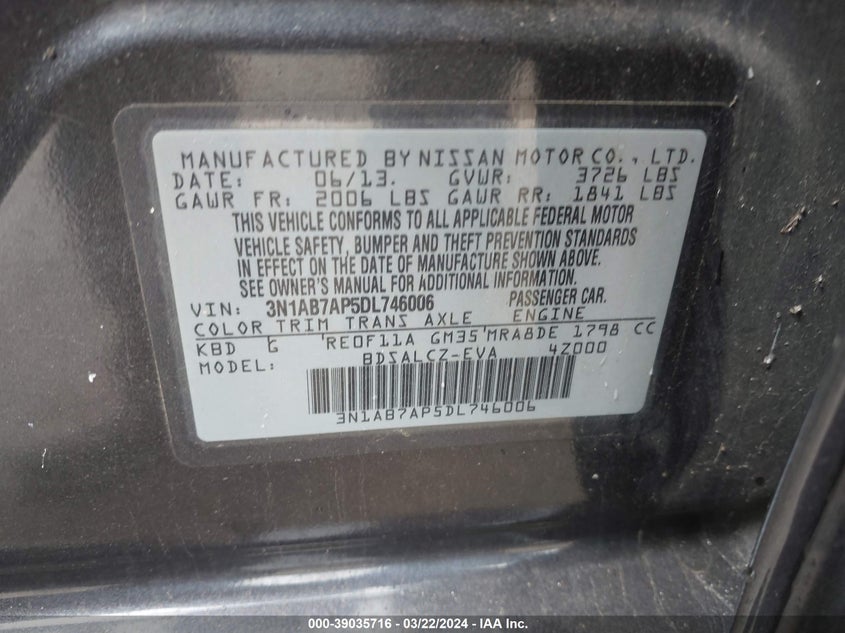 MANUFACTURED BY NISSAN MOTOR CO., LTD.
DATE: 06/13. GVWR: 3726 LBS
GAWR FR: 2006 LBS GAWR RR: 1841 LBS
THIS VEHICLE CONFORMS TO ALL APPLICABLE FEDERAL MOTOR
VEHICLE SAFETY, BUMPER AND THEFT PREVENTION STANDARDS
IN EFFECT ON THE DATE OF MANUFACTURE SHOWN ABOVE.
SEE OWNER'S MANUAL FOR ADDITIONAL INFORMATION.
VIN: 3N1AB7AP5DL746006 PASSENGER CAR.
COLOR TRIM TRANS AXLE ENGINE
KBD G RE0F11A GM35 MRA8DE 1798 CC
MODEL: BDSALCZ-EVA 4Z000
3N1AB7AP5DL746006
000-39035716 - 03/22/2024 - IAA Inc.